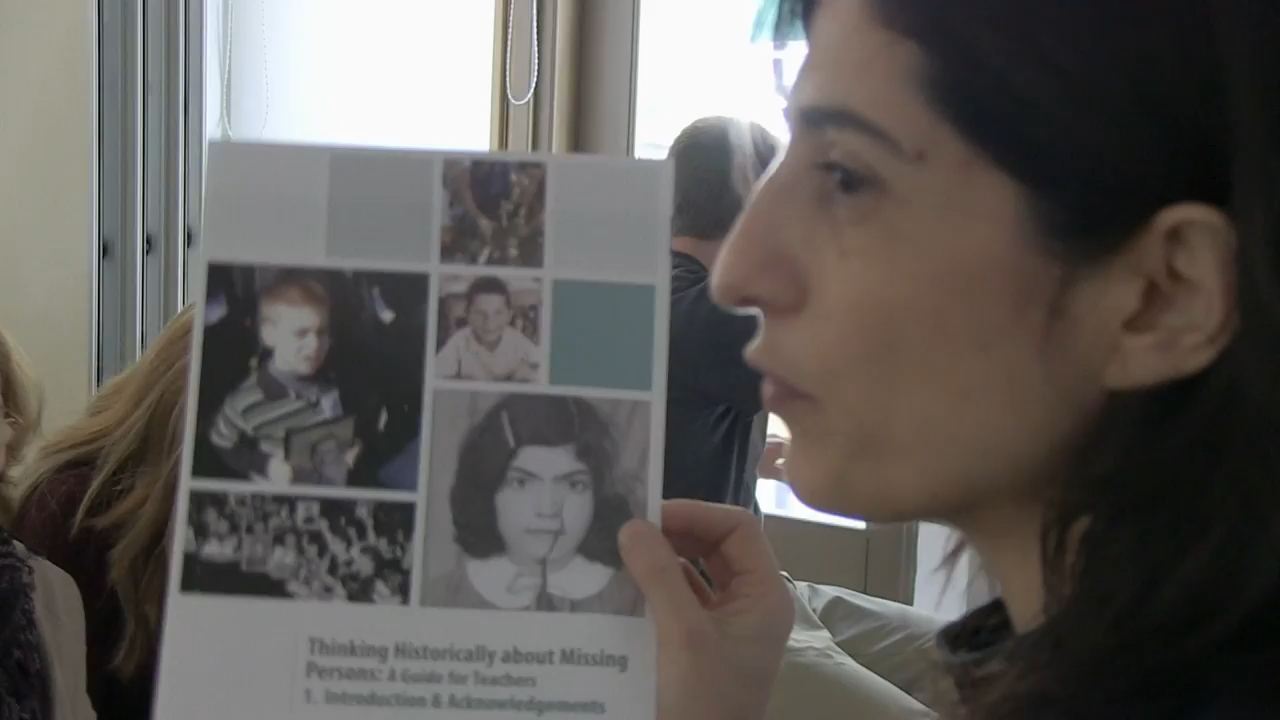 Thinking Historically about Missing
Persons: A Guide for Teachers
1. Introduction & Acknowledgements